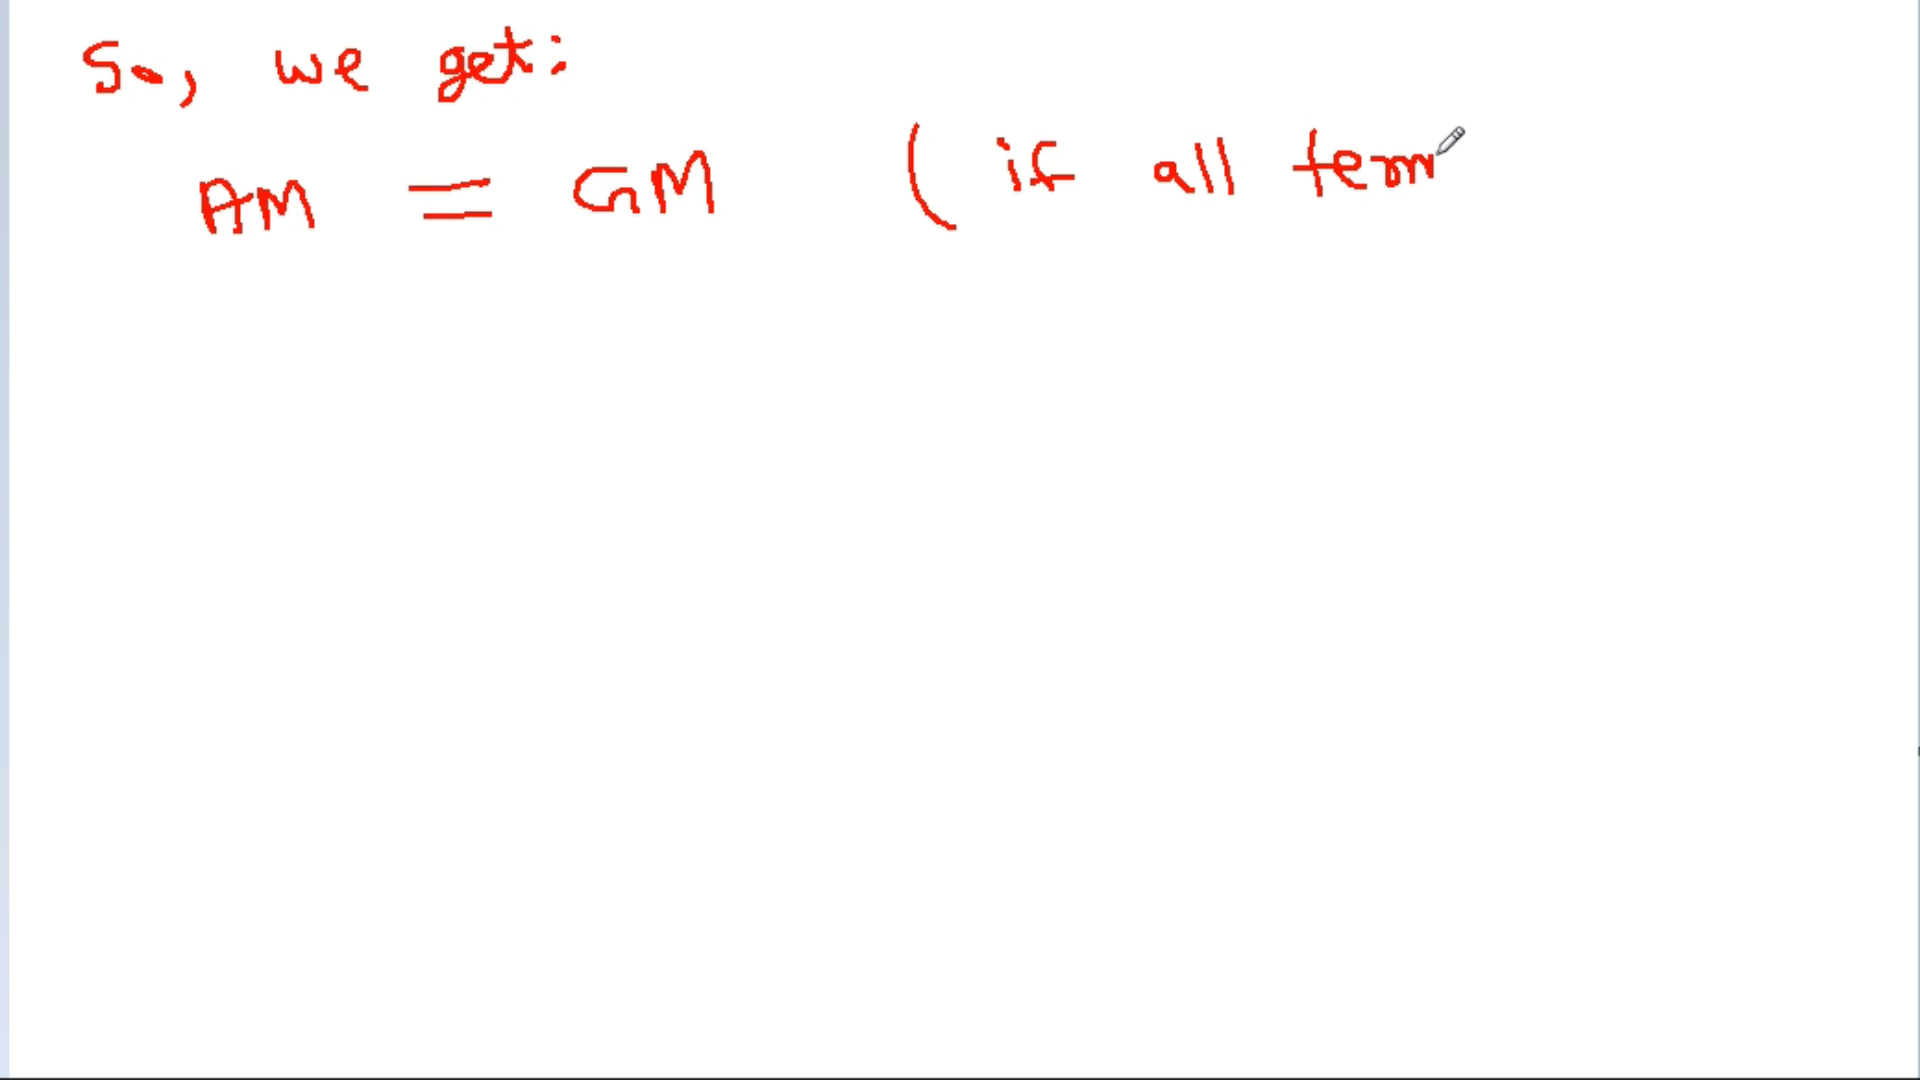 So, we get:
AM = GM ( if all term